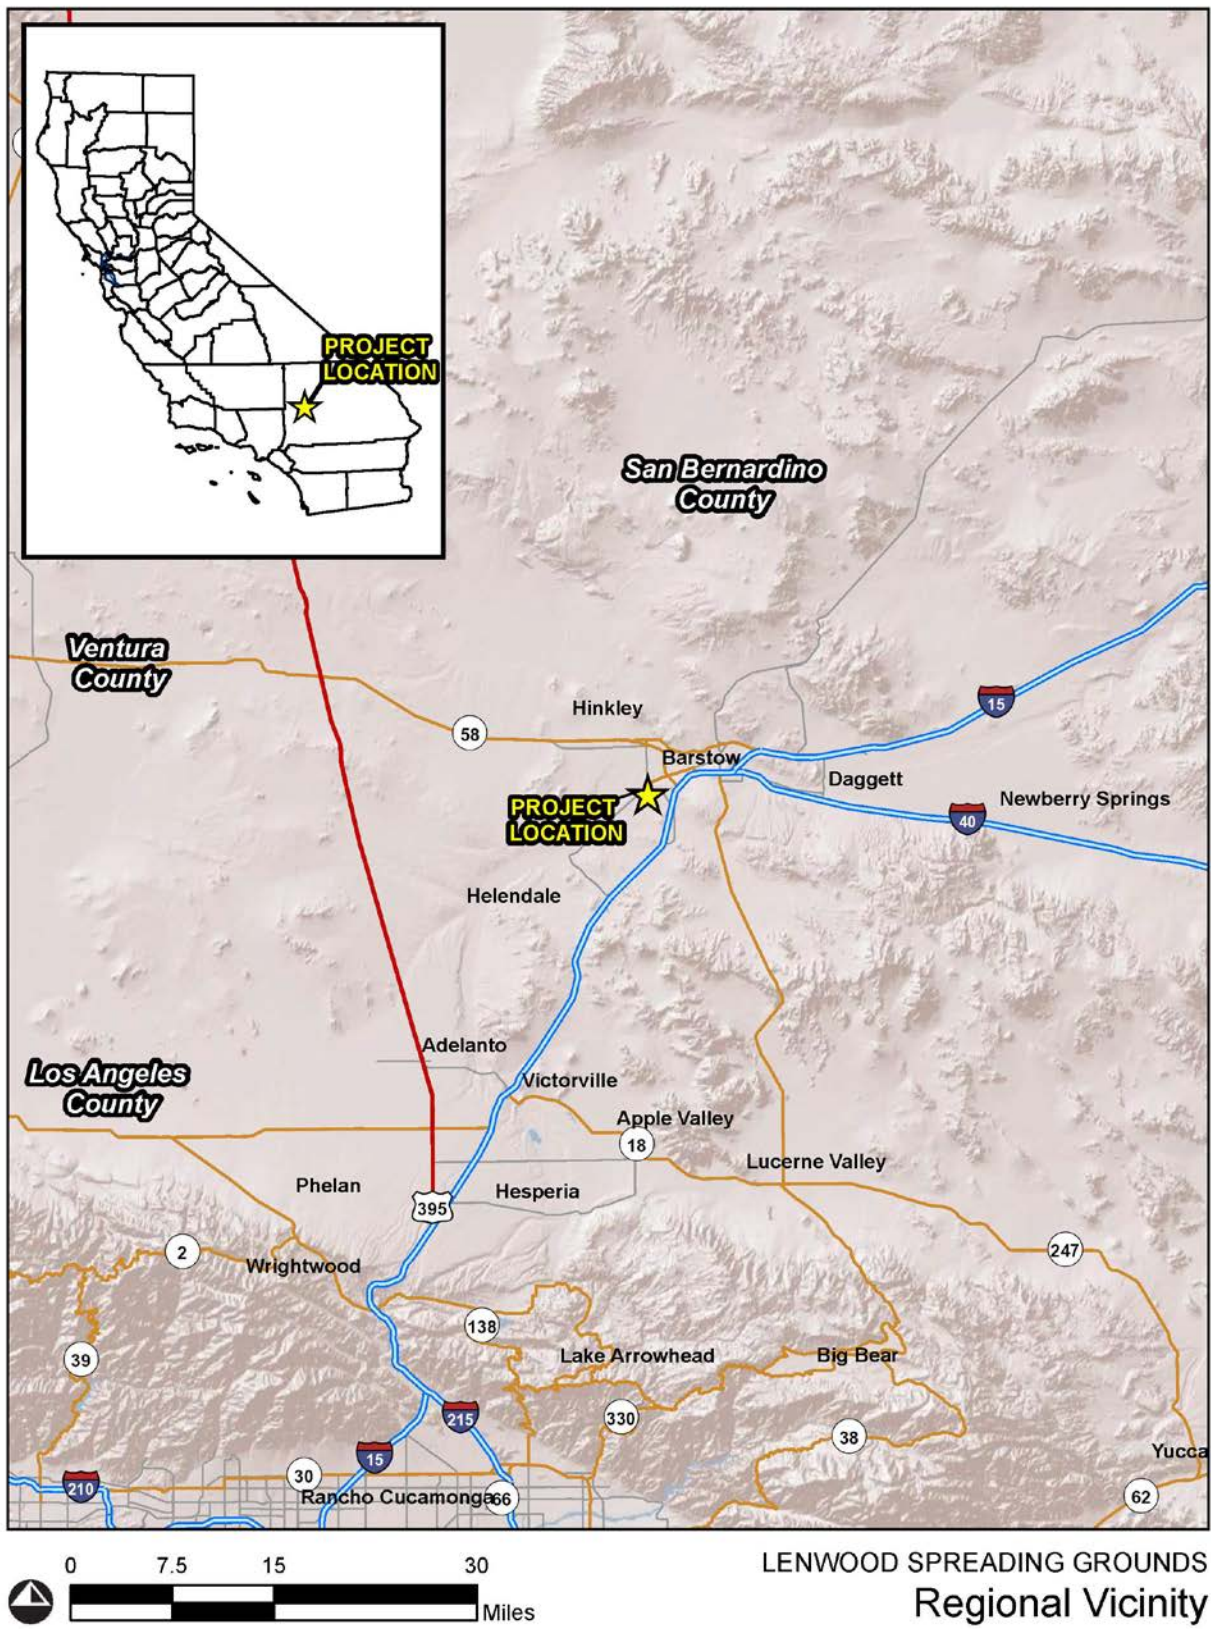 PROJECT
LOCATION
San Bernardino
County
Ventura
County
15
Hinkley
58
Barstow
Daggett
PROJECT
LOCATION
40
Newberry Springs
Helendale
Adelanto
Los Angeles
County
Victorville
Apple Valley
18
Lucerne Valley
Phelan
Hesperia
395
2
Wrightwood
247
138
39
Lake Arrowhead
Big Bear
215
330
38
15
Yucca
210
30
Rancho Cucamonga
66
62
0 7.5 15 30
Miles
LENWOOD SPREADING GROUNDS
Regional Vicinity